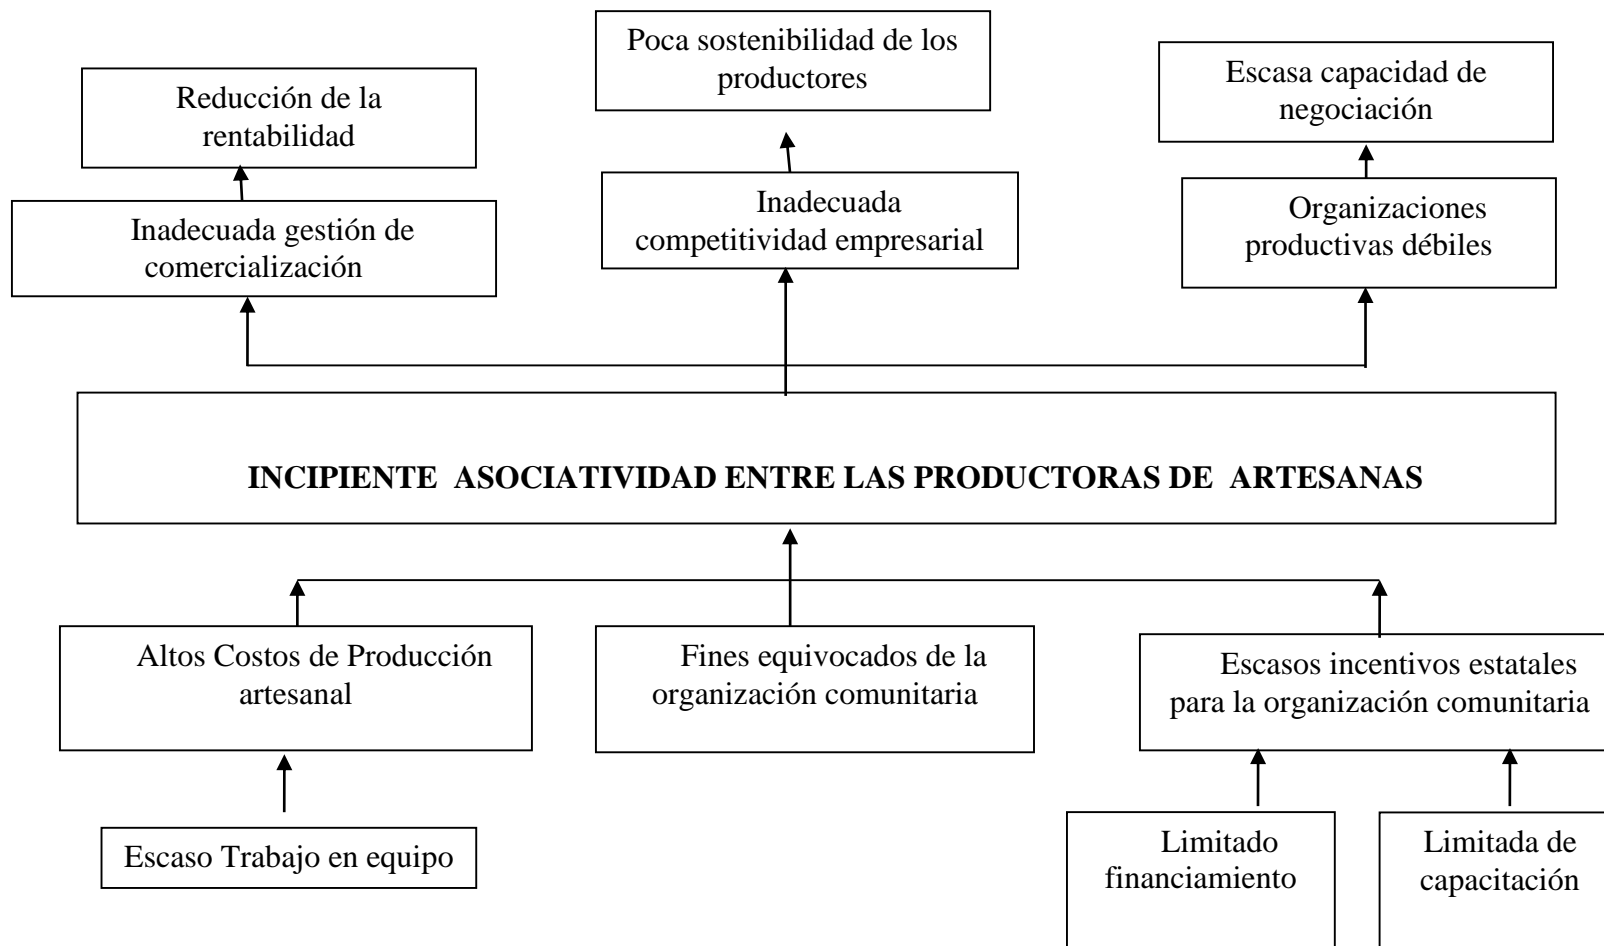 Poca sostenibilidad de los
productores
Reducción de la
rentabilidad
Escasa capacidad de
negociación
Inadecuada gestión de
comercialización
Inadecuada
competitividad empresarial
Organizaciones
productivas débiles
INCIPIENTE ASOCIATIVIDAD ENTRE LAS PRODUCTORAS DE ARTESANAS
Altos Costos de Producción
artesanal
Fines equivocados de la
organización comunitaria
Escasos incentivos estatales
para la organización comunitaria
Escaso Trabajo en equipo
Limitado
financiamiento
Limitada de
capacitación